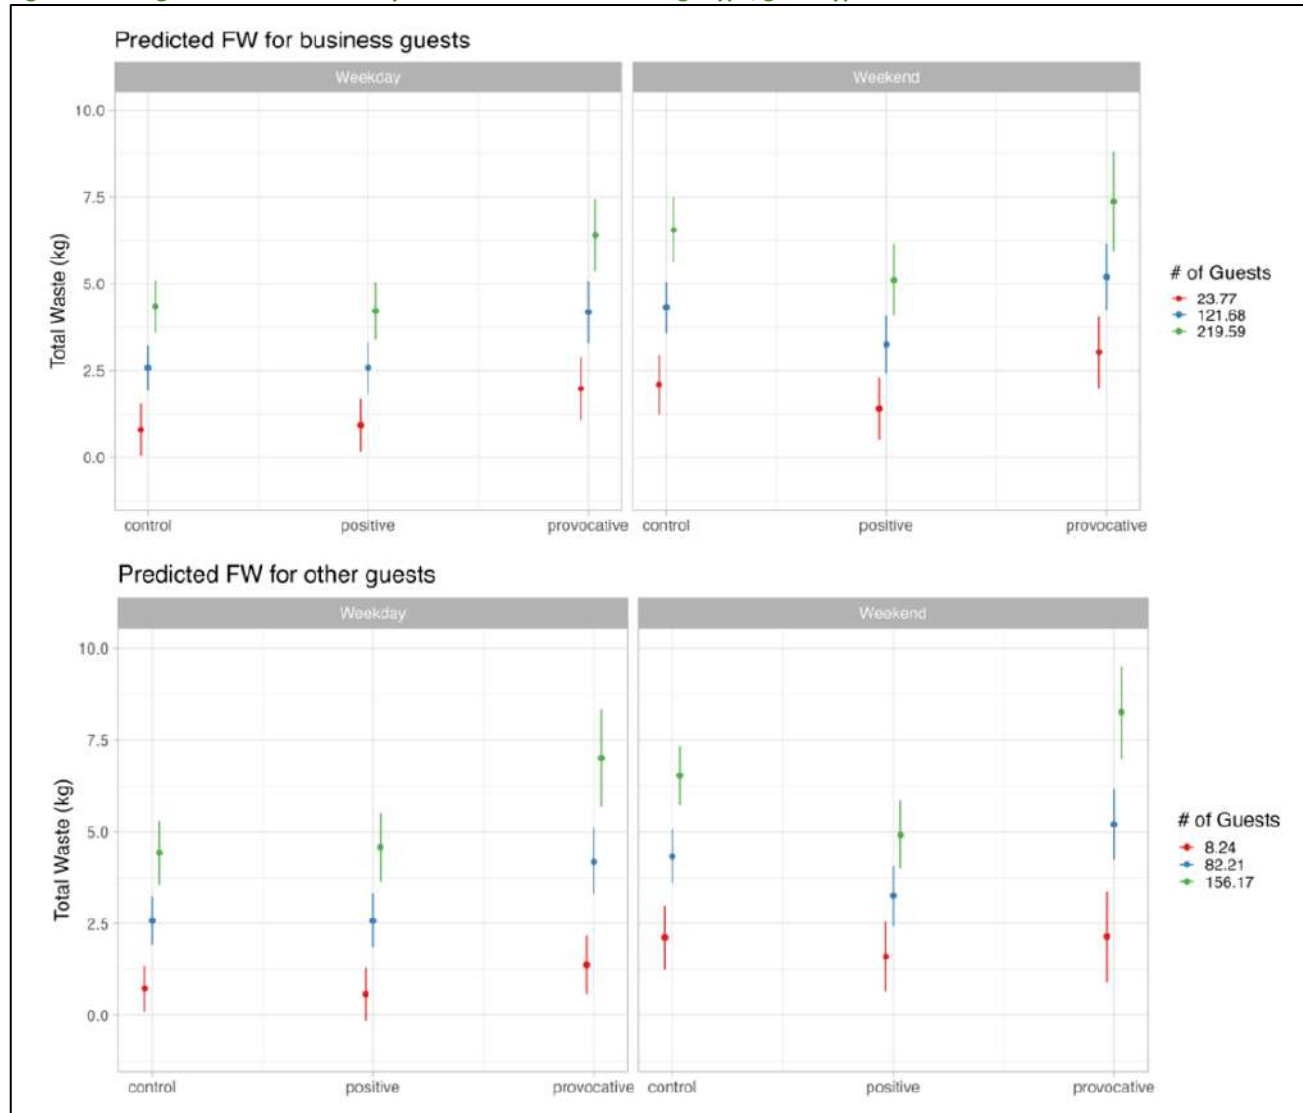 Predicted FW for business guests
Weekday
Weekend
10.0
7.5
5.0
2.5
0.0
Total Waste (kg)
control
positive
provocative
control
positive
provocative
# of Guests
23.77
121.68
219.59
Predicted FW for other guests
Weekday
Weekend
10.0
7.5
5.0
2.5
0.0
Total Waste (kg)
control
positive
provocative
control
positive
provocative
# of Guests
8.24
82.21
156.17